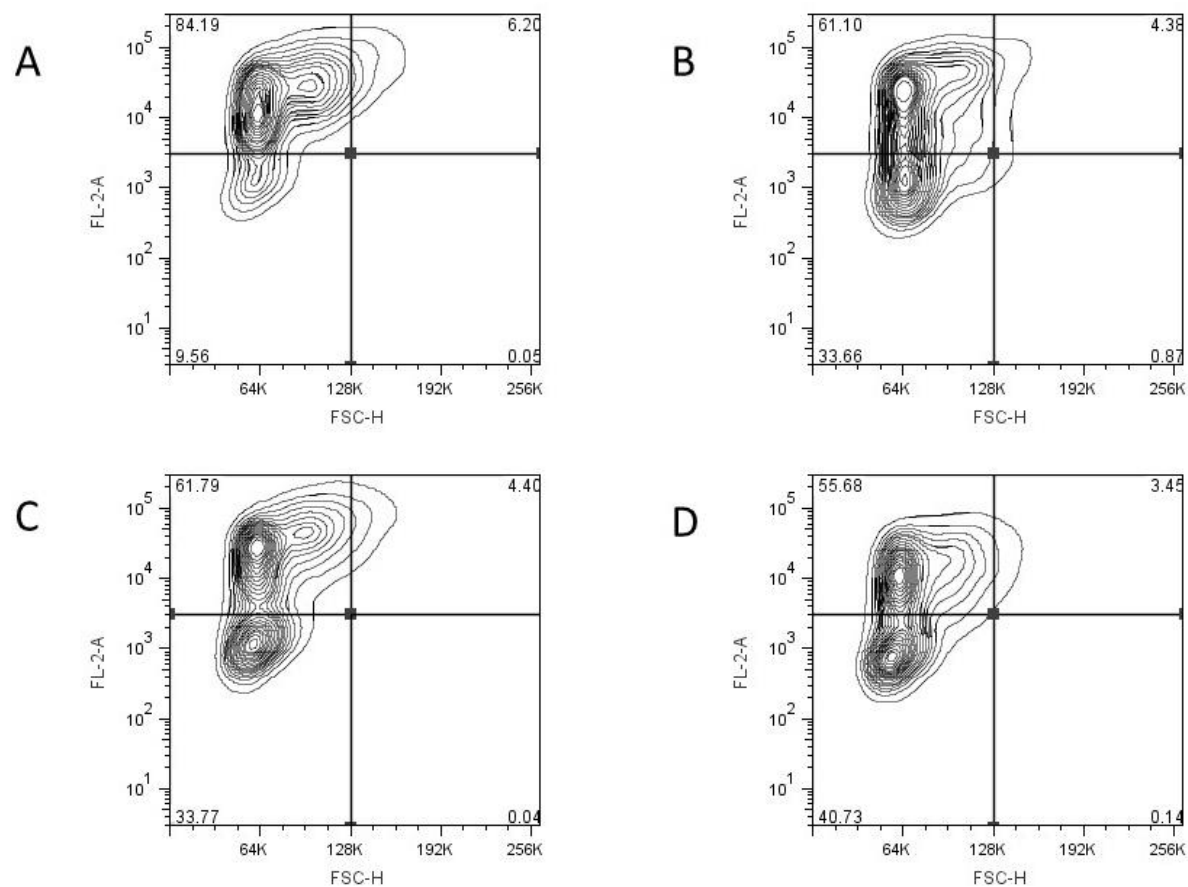 A
84.19 6.20
10^5
10^4
10^3
10^2
10^1
FL-2-A
9.56 0.05
64K 128K 192K 256K
FSC-H
B
61.10 4.38
10^5
10^4
10^3
10^2
10^1
FL-2-A
33.66 0.87
64K 128K 192K 256K
FSC-H
C
61.79 4.40
10^5
10^4
10^3
10^2
10^1
FL-2-A
33.77 0.04
64K 128K 192K 256K
FSC-H
D
55.68 3.45
10^5
10^4
10^3
10^2
10^1
FL-2-A
40.73 0.14
64K 128K 192K 256K
FSC-H